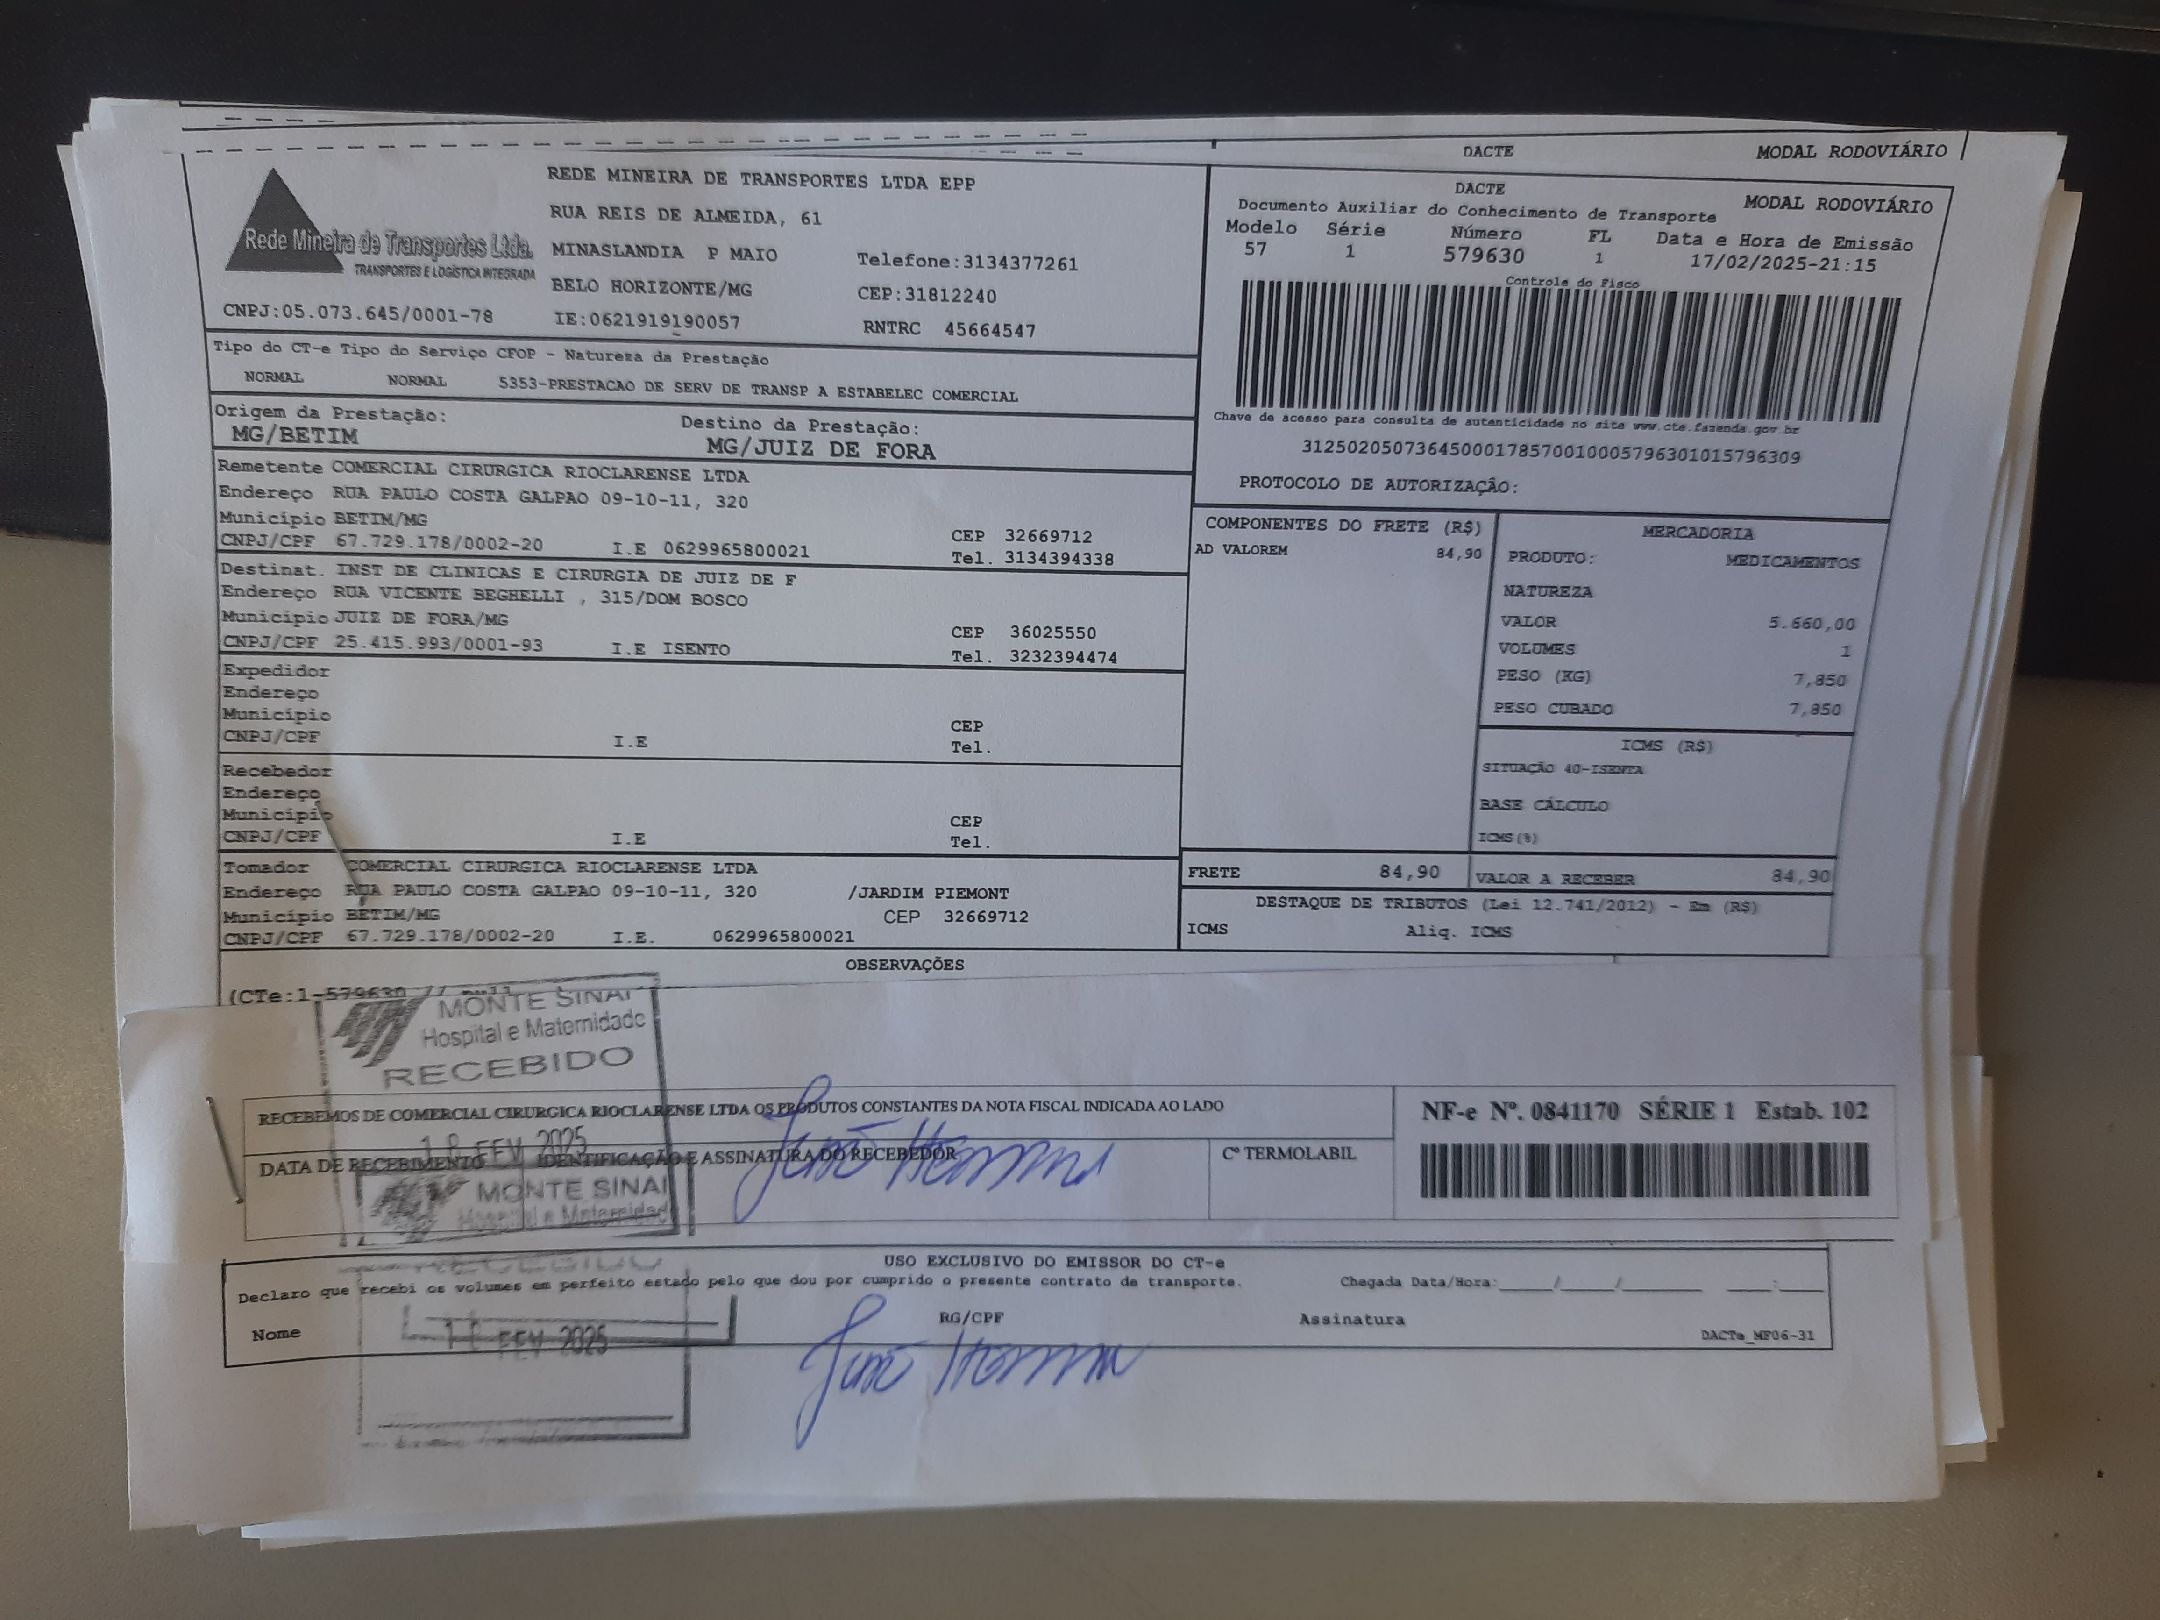 DACTE MODAL RODOVIÁRIO
Rede Mineira de Transportes Ltda.
TRANSPORTES E LOGÍSTICA INTEGRADA
CNPJ:05.073.645/0001-78
REDE MINEIRA DE TRANSPORTES LTDA EPP
RUA REIS DE ALMEIDA, 61
MINASLANDIA P MAIO Telefone:3134377261
BELO HORIZONTE/MG CEP:31812240
IE:0621919190057 RNTRC 45664547
DACTE MODAL RODOVIÁRIO
Documento Auxiliar do Conhecimento de Transporte
Modelo Série Número FL Data e Hora de Emissão
57 1 579630 1 17/02/2025-21:15
Controle do Fisco
Chave de acesso para consulta de autenticidade no site www.cte.fazenda.gov.br
31250205073645000178570010005796301015796309
PROTOCOLO DE AUTORIZAÇÂO:
Tipo do CT-e Tipo do Serviço CFOP - Natureza da Prestação
NORMAL NORMAL 5353-PRESTACAO DE SERV DE TRANSP A ESTABELEC COMERCIAL
Origem da Prestação: Destino da Prestação:
MG/BETIM MG/JUIZ DE FORA
Remetente COMERCIAL CIRURGICA RIOCLARENSE LTDA
Endereço RUA PAULO COSTA GALPAO 09-10-11, 320
Município BETIM/MG CEP 32669712
CNPJ/CPF 67.729.178/0002-20 I.E 0629965800021 Tel. 3134394338
Destinat. INST DE CLINICAS E CIRURGIA DE JUIZ DE F
Endereço RUA VICENTE BEGHELLI , 315/DOM BOSCO
Município JUIZ DE FORA/MG CEP 36025550
CNPJ/CPF 25.415.993/0001-93 I.E ISENTO Tel. 3232394474
Expedidor
Endereço
Município CEP
CNPJ/CPF I.E Tel.
Recebedor
Endereço
Município CEP
CNPJ/CPF I.E Tel.
Tomador COMERCIAL CIRURGICA RIOCLARENSE LTDA
Endereço RUA PAULO COSTA GALPAO 09-10-11, 320 /JARDIM PIEMONT
Município BETIM/MG CEP 32669712
CNPJ/CPF 67.729.178/0002-20 I.E. 0629965800021
COMPONENTES DO FRETE (R$)
AD VALOREM 84,90
MERCADORIA
PRODUTO: MEDICAMENTOS
NATUREZA
VALOR 5.660,00
VOLUMES 1
PESO (KG) 7,850
PESO CUBADO 7,850
ICMS (R$)
SITUAÇÃO 40-ISENTA
BASE CÁLCULO
ICMS(%)
FRETE 84,90 VALOR A RECEBER 84,90
DESTAQUE DE TRIBUTOS (Lei 12.741/2012) - Em (R$)
ICMS Aliq. ICMS
OBSERVAÇÕES
(CTe:1-579630 //
MONTE SINAI
Hospital e Maternidade
RECEBIDO
RECEBEMOS DE COMERCIAL CIRURGICA RIOCLARENSE LTDA OS PRODUTOS CONSTANTES DA NOTA FISCAL INDICADA AO LADO
18 FEV 2025
DATA DE RECEBIMENTO IDENTIFICAÇÃO E ASSINATURA DO RECEBEDOR
Cº TERMOLABIL
NF-e Nº. 0841170 SÉRIE 1 Estab. 102
MONTE SINAI
Hospital e Maternidade
USO EXCLUSIVO DO EMISSOR DO CT-e
Declaro que recebi os volumes em perfeito estado pelo que dou por cumprido o presente contrato de transporte. Chegada Data/Hora:____/____/______ ___:___
Nome RG/CPF Assinatura
FEV 2025
DACTe_MF06-31